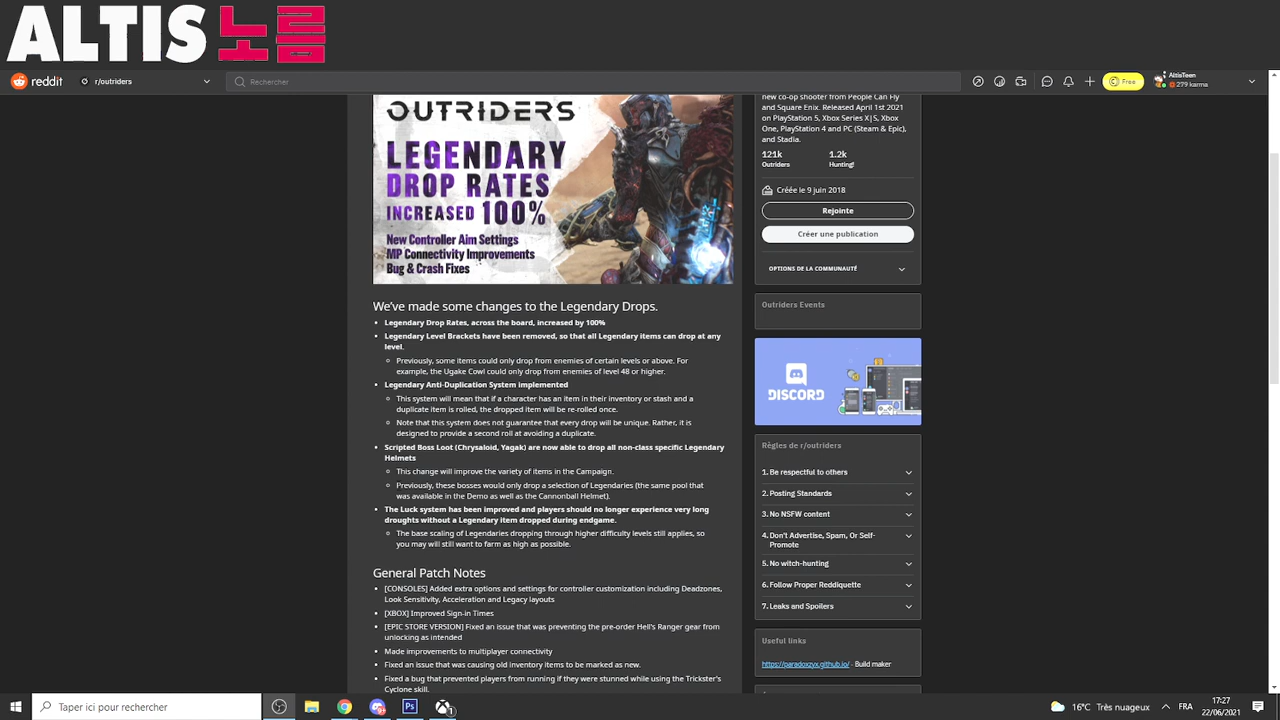 ALTIS 노름
reddit
r/outriders
Rechercher
Free
AltisTeen
279 karma
OUTRIDERS
LEGENDARY
DROP RATES
INCREASED 100%
New Controller Aim Settings
MP Connectivity Improvements
Bug & Crash Fixes
We've made some changes to the Legendary Drops.
Legendary Drop Rates, across the board, increased by 100%
Legendary Level Brackets have been removed, so that all Legendary items can drop at any
level.
Previously, some items could only drop from enemies of certain levels or above. For
example, the Ugake Cowl could only drop from enemies of level 48 or higher.
Legendary Anti-Duplication System implemented
This system will mean that if a character has an item in their inventory or stash and a
duplicate item is rolled, the dropped item will be re-rolled once.
Note that this system does not guarantee that every drop will be unique. Rather, it is
designed to provide a second roll at avoiding a duplicate.
Scripted Boss Loot (Chrysaloid, Yagak) are now able to drop all non-class specific Legendary
Helmets
This change will improve the variety of items in the Campaign.
Previously, these bosses would only drop a selection of Legendaries (the same pool that
was available in the Demo as well as the Cannonball Helmet).
The Luck system has been improved and players should no longer experience very long
droughts without a Legendary item dropped during endgame.
The base scaling of Legendaries dropping through higher difficulty levels still applies, so
you may will still want to farm as high as possible.
General Patch Notes
[CONSOLES] Added extra options and settings for controller customization including Deadzones,
Look Sensitivity, Acceleration and Legacy layouts
[XBOX] Improved Sign-in Times
[EPIC STORE VERSION] Fixed an issue that was preventing the pre-order Hell's Ranger gear from
unlocking as intended
Made improvements to multiplayer connectivity
Fixed an issue that was causing old inventory items to be marked as new.
Fixed a bug that prevented players from running if they were stunned while using the Trickster's
Cyclone skill.
new co-op shooter from People Can Fly
and Square Enix. Released April 1st 2021
on PlayStation 5, Xbox Series X|S, Xbox
One, PlayStation 4 and PC (Steam & Epic),
and Stadia.
121k 1.2k
Outriders Hunting!
Créée le 9 juin 2018
Rejointe
Créer une publication
OPTIONS DE LA COMMUNAUTÉ
Outriders Events
DISCORD
Règles de r/outriders
1. Be respectful to others
2. Posting Standards
3. No NSFW content
4. Don't Advertise, Spam, Or Self-
Promote
5. No witch-hunting
6. Follow Proper Reddiquette
7. Leaks and Spoilers
Useful links
https://paradoxzyx.github.io/ - Build maker
Taper ici pour rechercher
Ps
1
16°C Très nuageux
FRA
17:27
22/06/2021